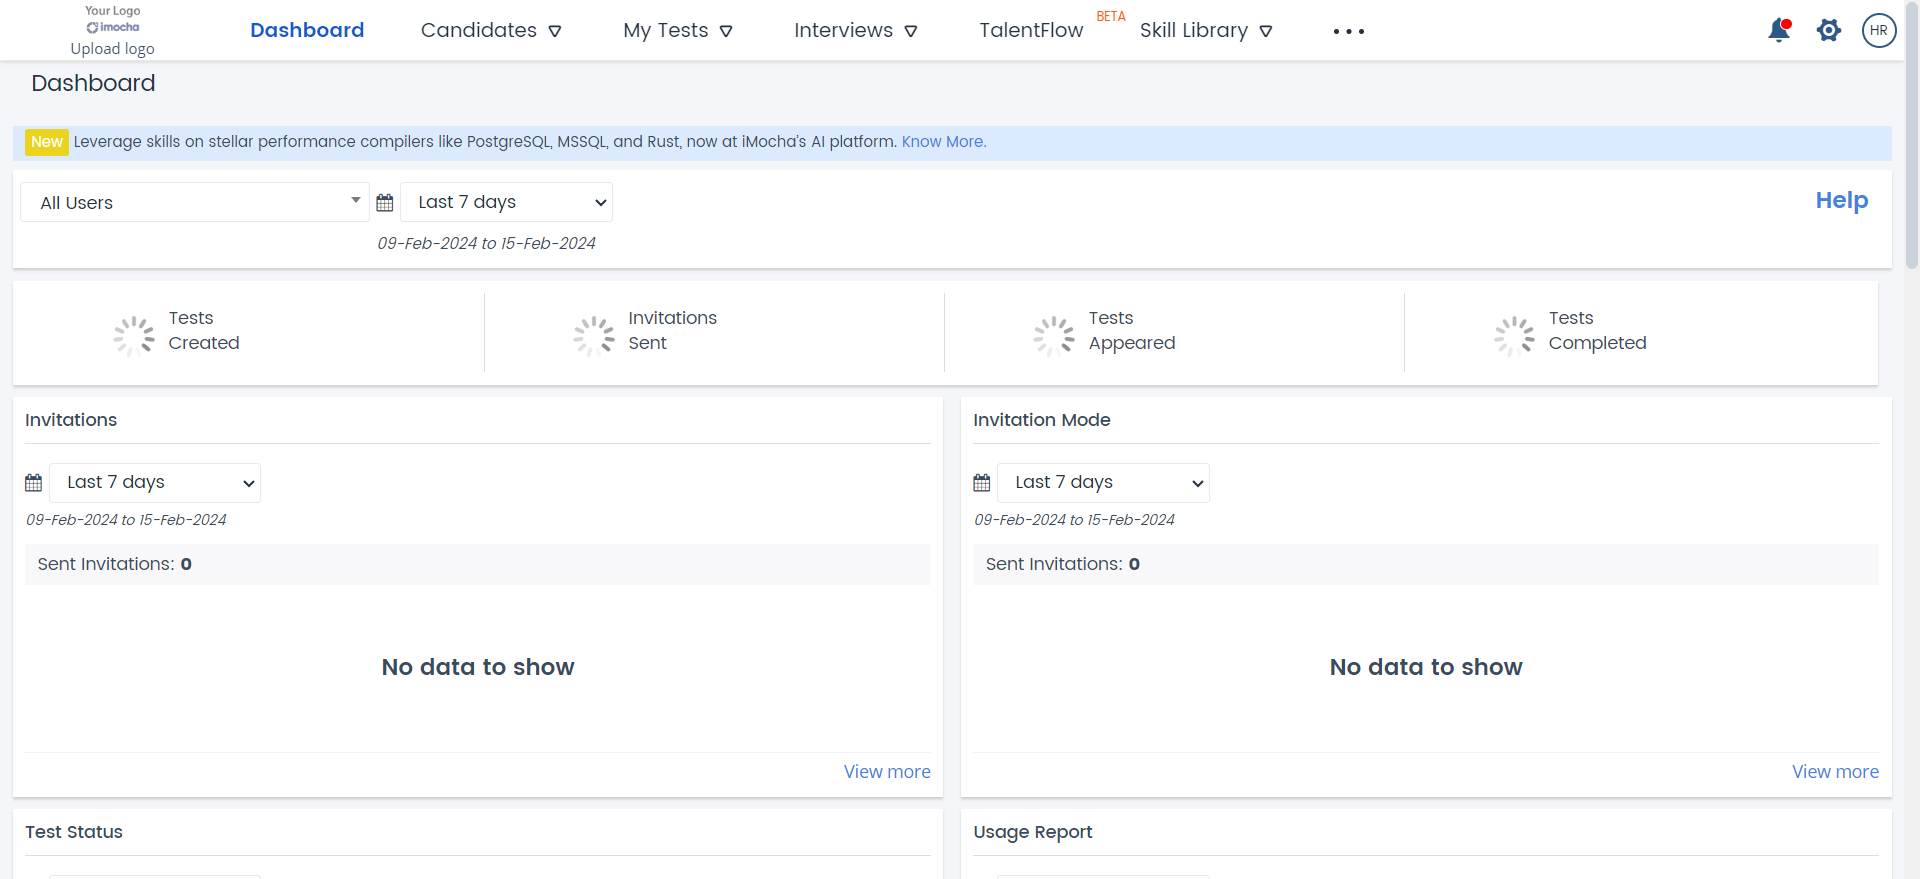 Your Logo
imocha
Upload logo
Dashboard
Candidates
My Tests
Interviews
TalentFlow
BETA
Skill Library
HR
Dashboard
New Leverage skills on stellar performance compilers like PostgreSQL, MSSQL, and Rust, now at iMocha's AI platform. Know More.
All Users
Last 7 days
Help
09-Feb-2024 to 15-Feb-2024
Tests
Created
Invitations
Sent
Tests
Appeared
Tests
Completed
Invitations
Last 7 days
09-Feb-2024 to 15-Feb-2024
Sent Invitations: 0
No data to show
View more
Invitation Mode
Last 7 days
09-Feb-2024 to 15-Feb-2024
Sent Invitations: 0
No data to show
View more
Test Status
Usage Report